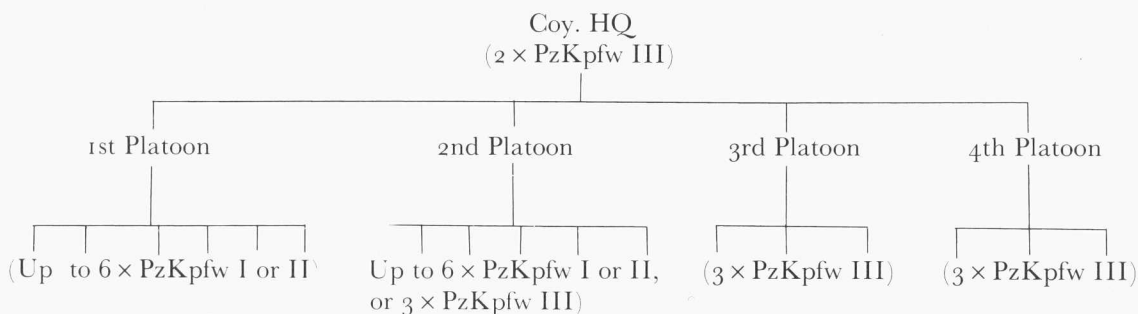 Coy. HQ
(2 × PzKpfw III)
1st Platoon
2nd Platoon
3rd Platoon
4th Platoon
(Up to 6 × PzKpfw I or II)
Up to 6 × PzKpfw I or II,
or 3 × PzKpfw III)
(3 × PzKpfw III)
(3 × PzKpfw III)